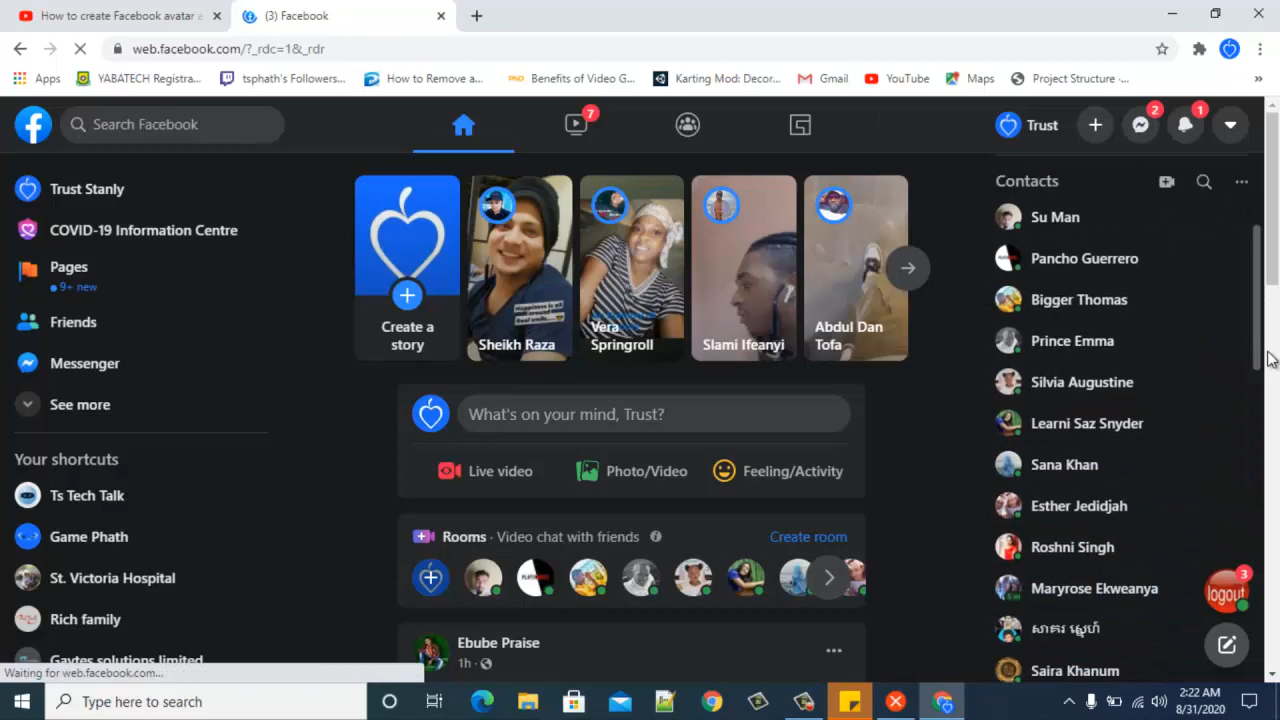 How to create Facebook avatar a
(3) Facebook
web.facebook.com/?_rdc=1&_rdr
Apps
YABATECH Registra...
tsphath's Followers...
How to Remove a...
Benefits of Video G...
Karting Mod: Decor...
Gmail
YouTube
Maps
Project Structure -...
»
Search Facebook
7
Trust
2
1
Trust Stanly
COVID-19 Information Centre
Pages
9+ new
Friends
Messenger
See more
Your shortcuts
Ts Tech Talk
Game Phath
St. Victoria Hospital
Rich family
Gaytes solutions limited
Create a
story
Sheikh Raza
Vera
Springroll
Slami Ifeanyi
Abdul Dan
Tofa
What's on your mind, Trust?
Live video
Photo/Video
Feeling/Activity
Rooms · Video chat with friends
Create room
Ebube Praise
1h ·
Contacts
Su Man
Pancho Guerrero
Bigger Thomas
Prince Emma
Silvia Augustine
Learni Saz Snyder
Sana Khan
Esther Jedidjah
Roshni Singh
Maryrose Ekweanya
សាគរ ស្នេហ៍
Saira Khanum
logout
3
Waiting for web.facebook.com...
Type here to search
2:22 AM
8/31/2020